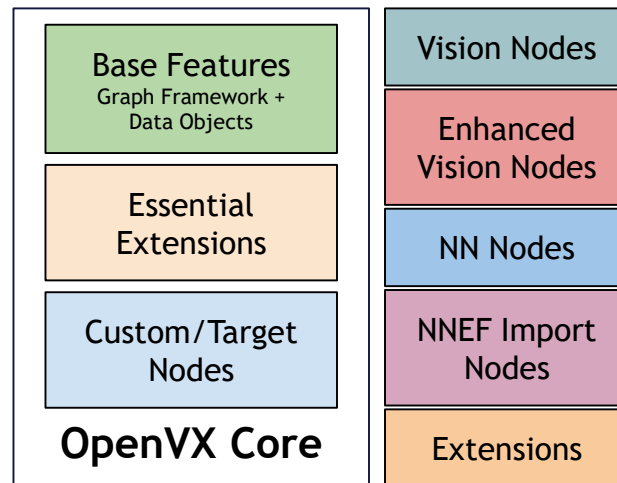 Base Features
Graph Framework +
Data Objects
Essential
Extensions
Custom/Target
Nodes
OpenVX Core
Vision Nodes
Enhanced
Vision Nodes
NN Nodes
NNEF Import
Nodes
Extensions